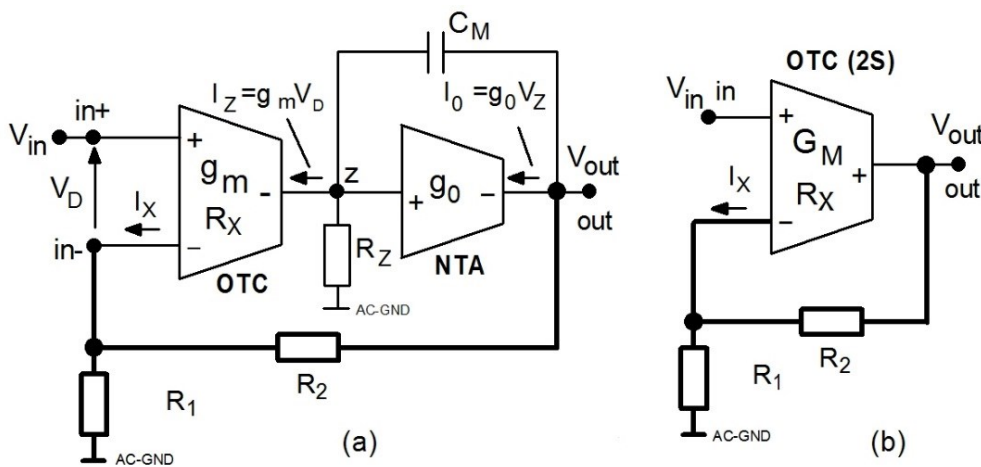 C_M
I_Z =g_mV_D
I_0 =g_0V_Z
in+
V_in
+
g_m
-
z
+
g_0
-
V_out
out
V_D
I_X
R_X
in-
−
R_Z
NTA
OTC
AC-GND
R_2
R_1
(a)
AC-GND
OTC (2S)
V_in in
+
G_M
V_out
+
out
I_X
R_X
−
R_2
R_1
(b)
AC-GND